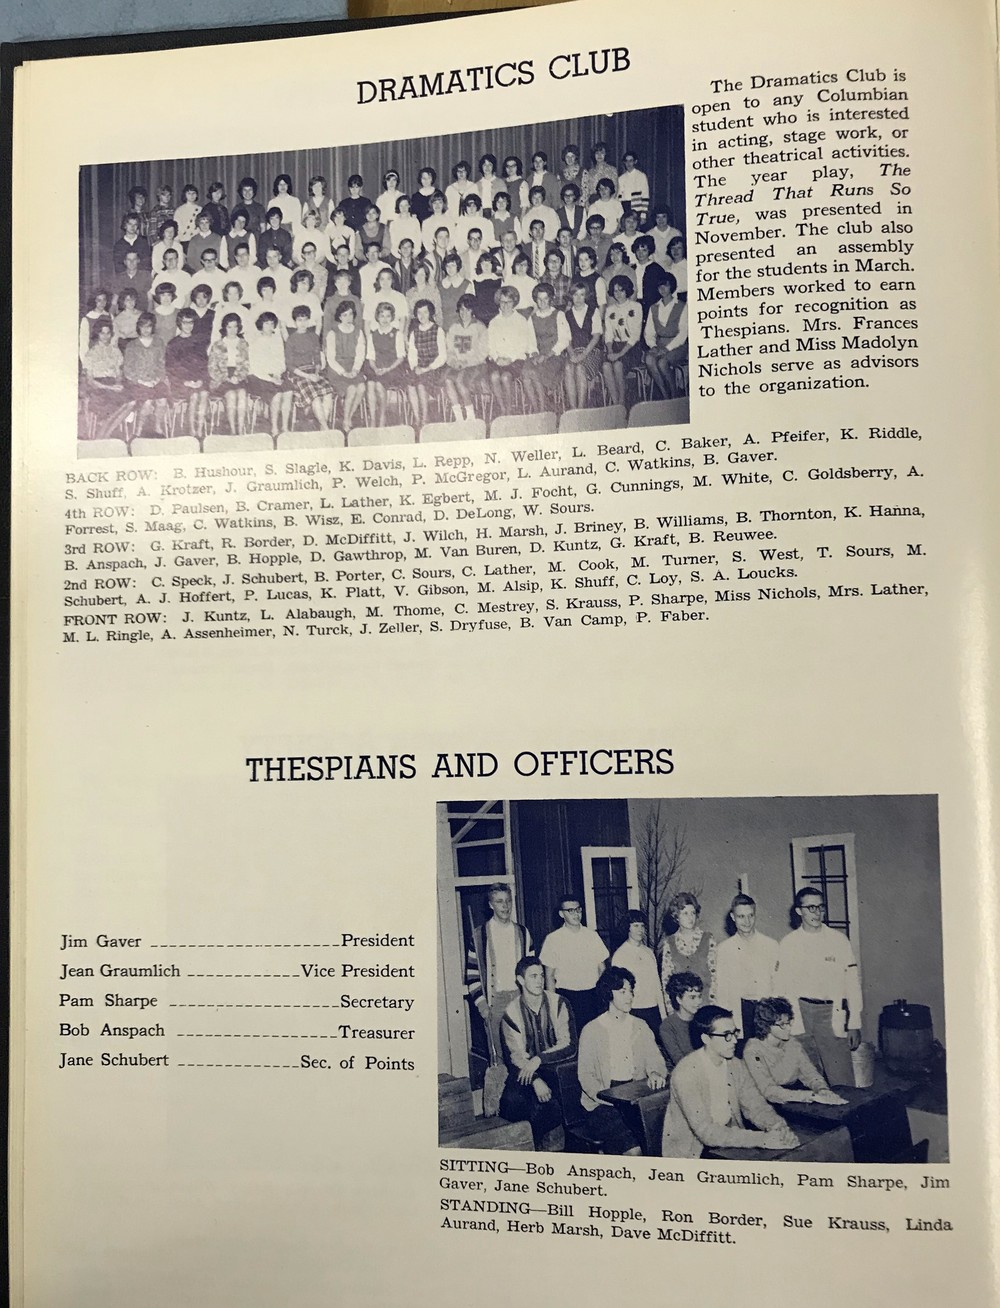 DRAMATICS CLUB
The Dramatics Club is
open to any Columbian
student who is interested
in acting, stage work, or
other theatrical activities.
The year play, The
Thread That Runs So
True, was presented in
November. The club also
presented an assembly
for the students in March.
Members worked to earn
points for recognition as
Thespians. Mrs. Frances
Lather and Miss Madolyn
Nichols serve as advisors
to the organization.
BACK ROW: B. Hushour, S. Slagle, K. Davis, L. Repp, N. Weller, L. Beard, C. Baker, A. Pfeifer, K. Riddle,
S. Shuff, A. Krotzer, J. Graumlich, P. Welch, P. McGregor, L. Aurand, C. Watkins, B. Gaver.
4th ROW: D. Paulsen, B. Cramer, L. Lather, K. Egbert, M. J. Focht, G. Cunnings, M. White, C. Goldsberry, A.
Forrest, S. Maag, C. Watkins, B. Wisz, E. Conrad, D. DeLong, W. Sours.
3rd ROW: G. Kraft, R. Border, D. McDiffitt, J. Wilch, H. Marsh, J. Briney, B. Williams, B. Thornton, K. Hanna,
B. Anspach, J. Gaver, B. Hopple, D. Gawthrop, M. Van Buren, D. Kuntz, G. Kraft, B. Reuwee.
2nd ROW: C. Speck, J. Schubert, B. Porter, C. Sours, C. Lather, M. Cook, M. Turner, S. West, T. Sours, M.
Schubert, A. J. Hoffert, P. Lucas, K. Platt, V. Gibson, M. Alsip, K. Shuff, C. Loy, S. A. Loucks.
FRONT ROW: J. Kuntz, L. Alabaugh, M. Thome, C. Mestrey, S. Krauss, P. Sharpe, Miss Nichols, Mrs. Lather,
M. L. Ringle, A. Assenheimer, N. Turck, J. Zeller, S. Dryfuse, B. Van Camp, P. Faber.
THESPIANS AND OFFICERS
Jim Gaver ____________________President
Jean Graumlich ____________Vice President
Pam Sharpe __________________Secretary
Bob Anspach _________________Treasurer
Jane Schubert _____________Sec. of Points
SITTING—Bob Anspach, Jean Graumlich, Pam Sharpe, Jim
Gaver, Jane Schubert.
STANDING—Bill Hopple, Ron Border, Sue Krauss, Linda
Aurand, Herb Marsh, Dave McDiffitt.